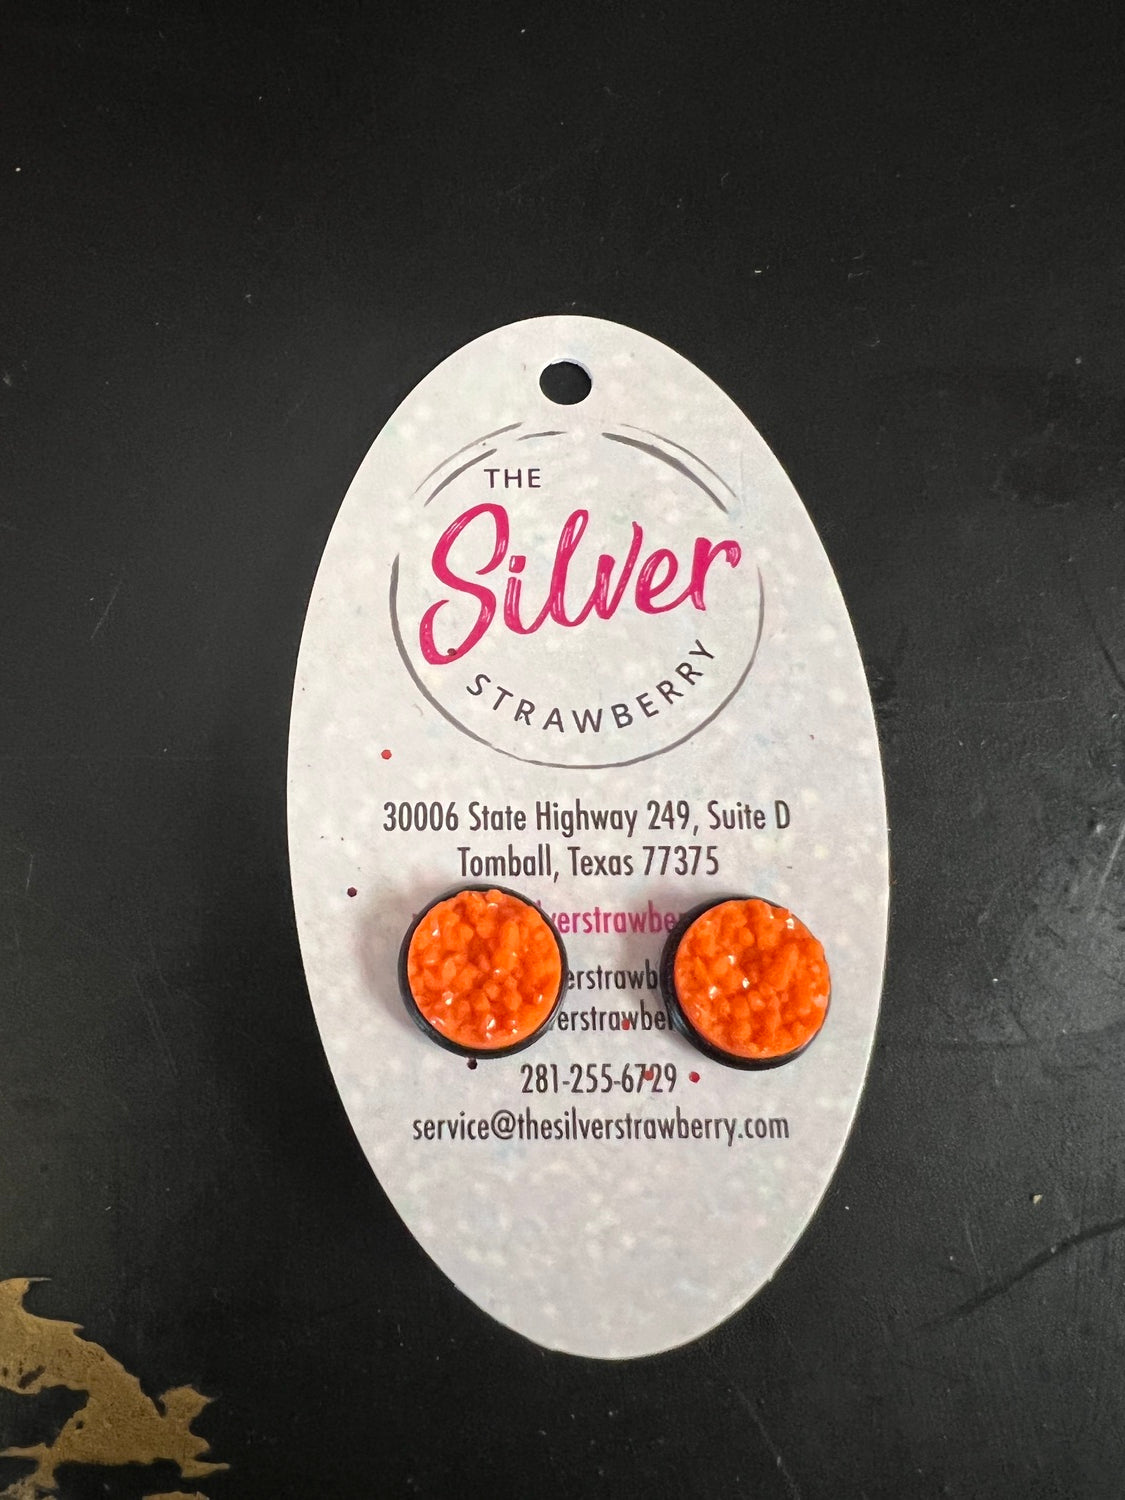 THE
Silver
STRAWBERRY
30006 State Highway 249, Suite D
Tomball, Texas 77375
281-255-6729
service@thesilverstrawberry.com